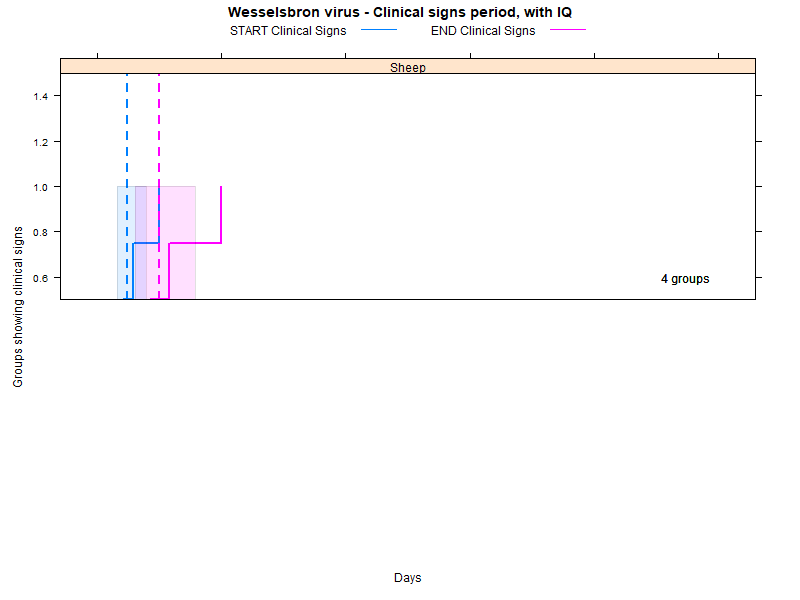 Wesselsbron virus - Clinical signs period, with IQ
START Clinical Signs END Clinical Signs
Sheep
1.4
1.2
1.0
0.8
0.6
4 groups
Groups showing clinical signs
Days